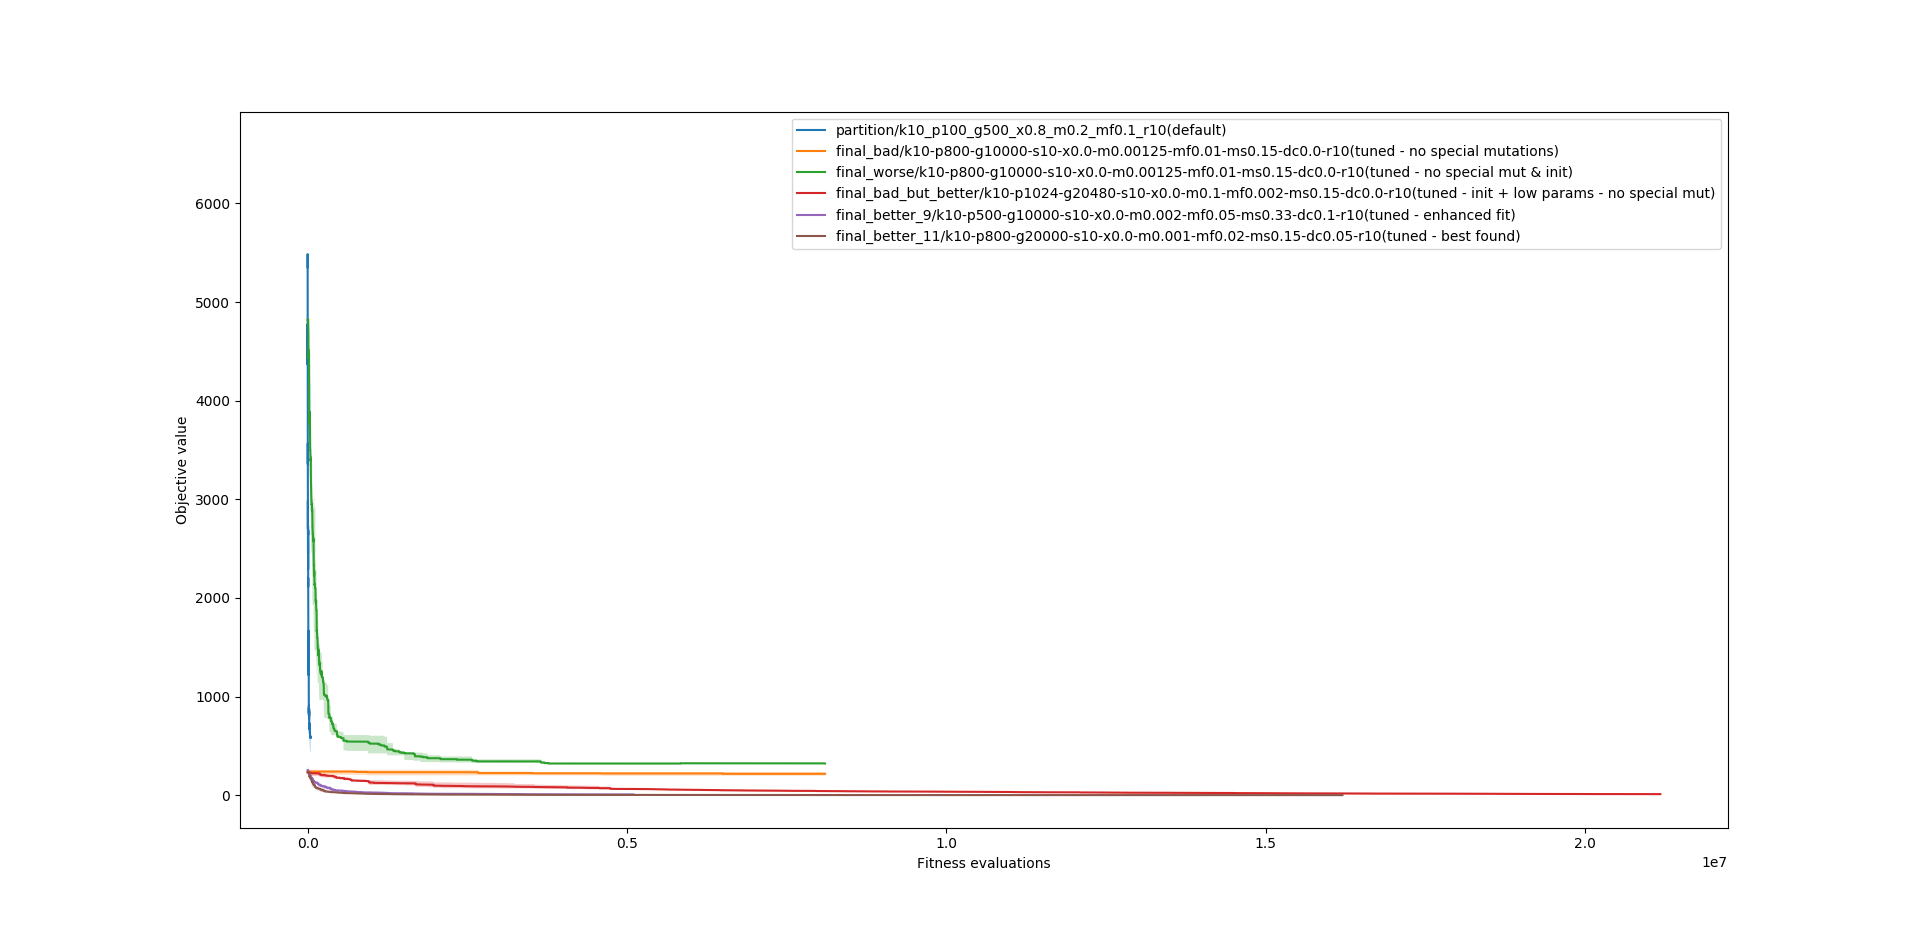 partition/k10_p100_g500_x0.8_m0.2_mf0.1_r10(default)
final_bad/k10-p800-g10000-s10-x0.0-m0.00125-mf0.01-ms0.15-dc0.0-r10(tuned - no special mutations)
final_worse/k10-p800-g10000-s10-x0.0-m0.00125-mf0.01-ms0.15-dc0.0-r10(tuned - no special mut & init)
final_bad_but_better/k10-p1024-g20480-s10-x0.0-m0.1-mf0.002-ms0.15-dc0.0-r10(tuned - init + low params - no special mut)
final_better_9/k10-p500-g10000-s10-x0.0-m0.002-mf0.05-ms0.33-dc0.1-r10(tuned - enhanced fit)
final_better_11/k10-p800-g20000-s10-x0.0-m0.001-mf0.02-ms0.15-dc0.05-r10(tuned - best found)
6000
5000
4000
3000
2000
1000
0
Objective value
0.0 0.5 1.0 1.5 2.0
Fitness evaluations
1e7